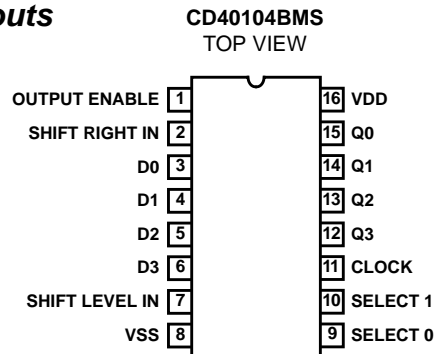 outs
CD40104BMS
TOP VIEW
OUTPUT ENABLE 1 16 VDD
SHIFT RIGHT IN 2 15 Q0
D0 3 14 Q1
D1 4 13 Q2
D2 5 12 Q3
D3 6 11 CLOCK
SHIFT LEVEL IN 7 10 SELECT 1
VSS 8 9 SELECT 0